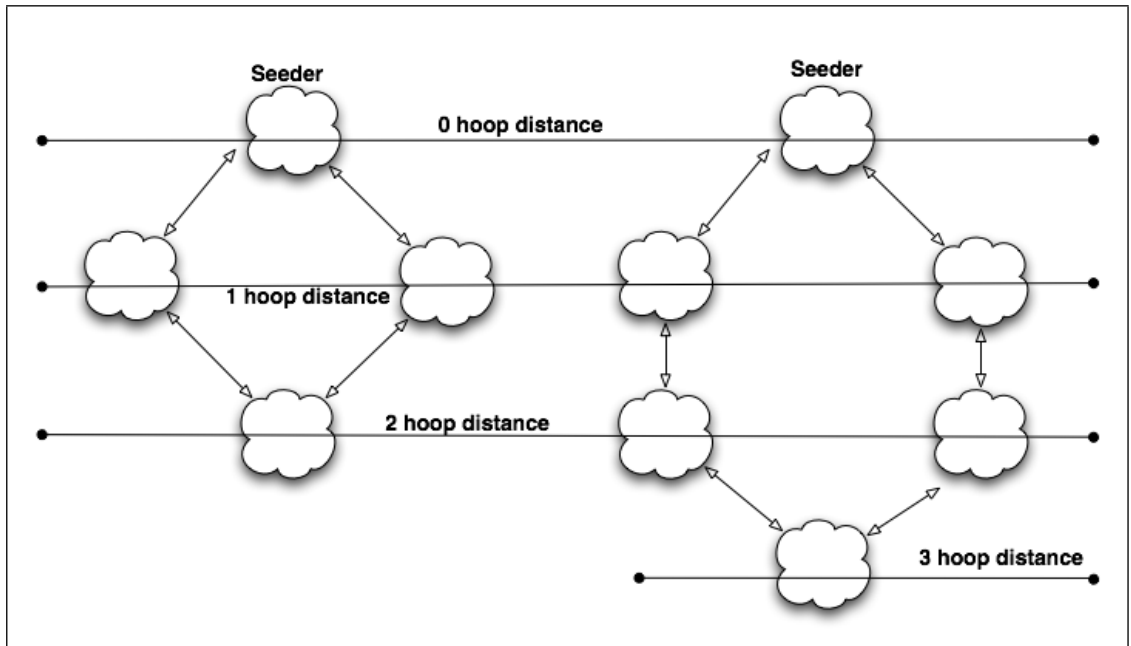 Seeder
Seeder
0 hoop distance
1 hoop distance
2 hoop distance
3 hoop distance